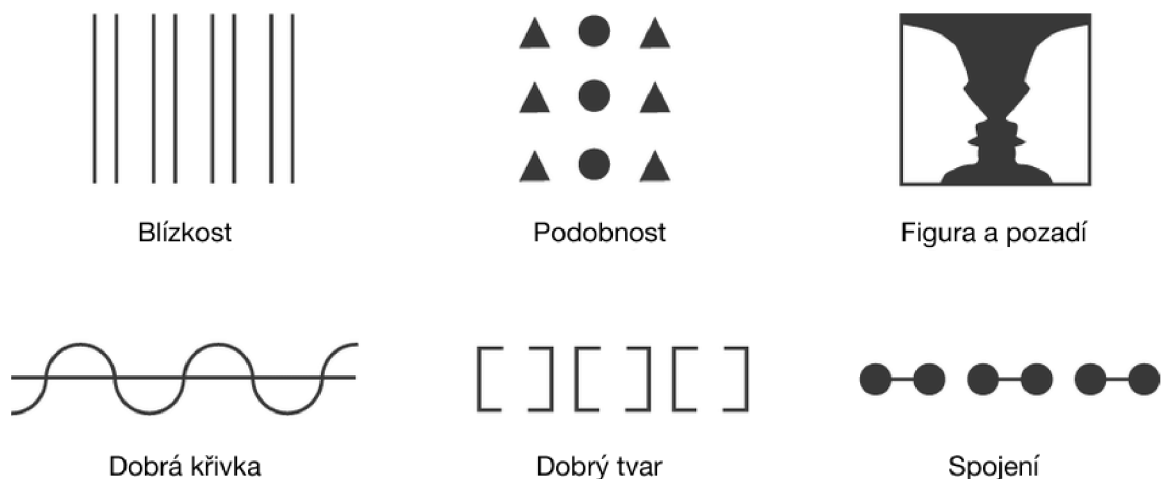 Blízkost
Podobnost
Figura a pozadí
Dobrá křivka
Dobrý tvar
Spojení